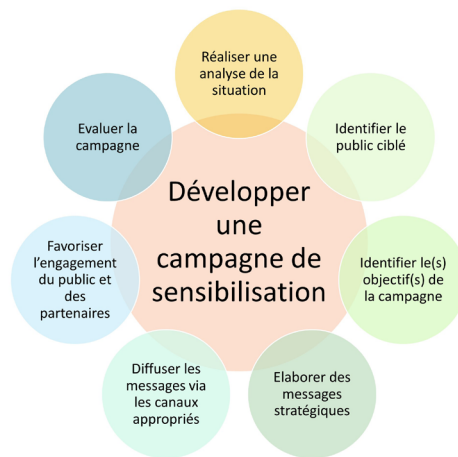 Réaliser une
analyse de la
situation
Identifier le
public ciblé
Identifier le(s)
objectif(s) de
la campagne
Elaborer des
messages
stratégiques
Diffuser les
messages via
les canaux
appropriés
Favoriser
l'engagement
du public et
des
partenaires
Evaluer la
campagne
Développer
une
campagne de
sensibilisation